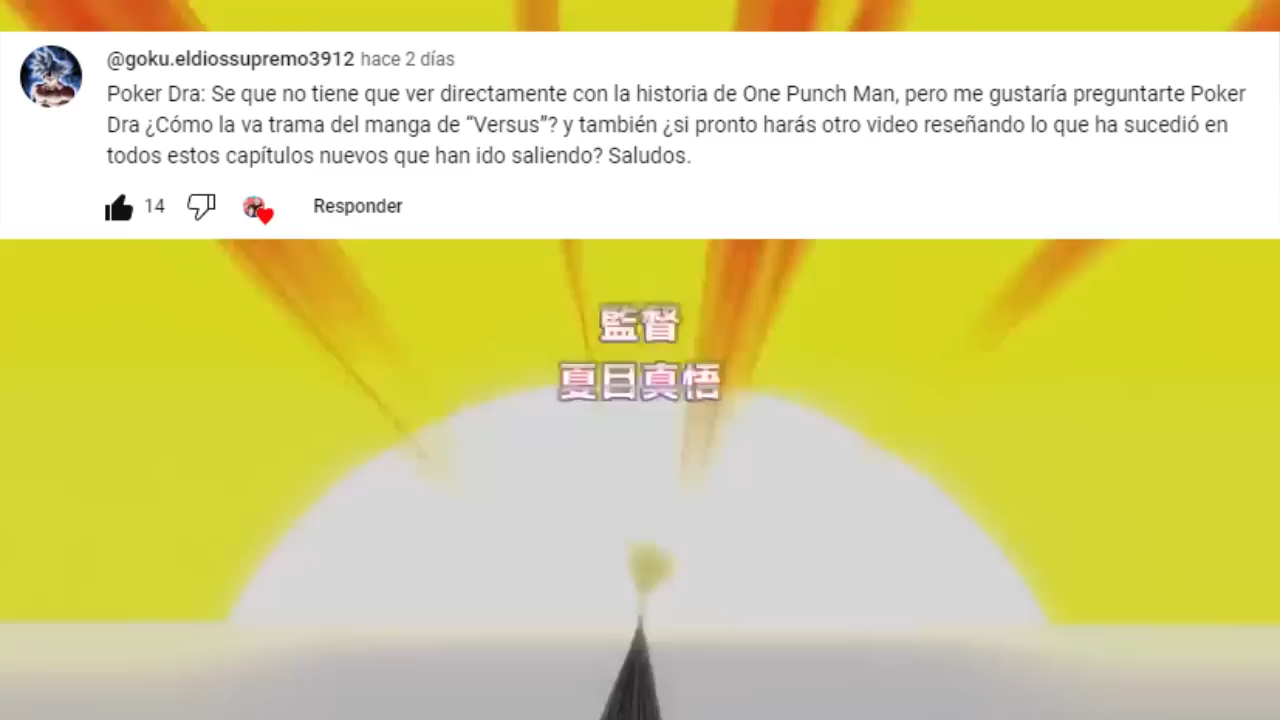 @goku.eldiossupremo3912 hace 2 días
Poker Dra: Se que no tiene que ver directamente con la historia de One Punch Man, pero me gustaría preguntarte Poker
Dra ¿Cómo la va trama del manga de “Versus”? y también ¿si pronto harás otro video reseñando lo que ha sucedió en
todos estos capítulos nuevos que han ido saliendo? Saludos.
14 Responder
監督
夏目真悟